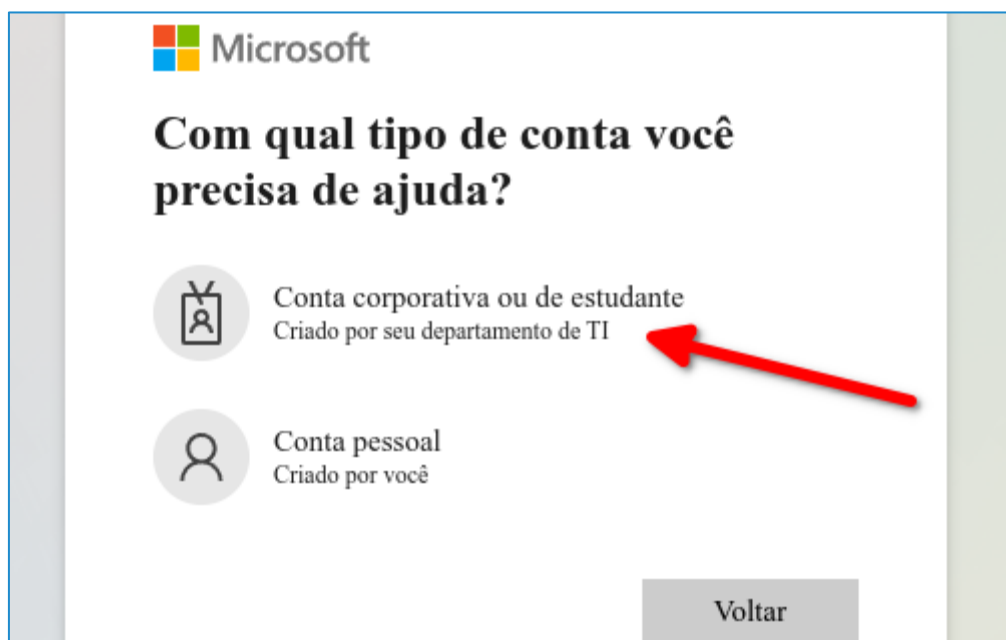 Microsoft
Com qual tipo de conta você
precisa de ajuda?
Conta corporativa ou de estudante
Criado por seu departamento de TI
Conta pessoal
Criado por você
Voltar